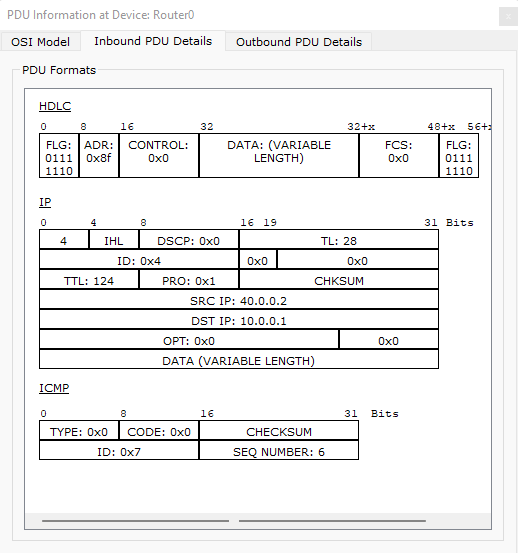 PDU Information at Device: Router0
OSI Model Inbound PDU Details Outbound PDU Details
PDU Formats
HDLC
0 8 16 32 32+x 48+x 56+x
FLG: 0111 1110 ADR: 0x8f CONTROL: 0x0 DATA: (VARIABLE LENGTH) FCS: 0x0 FLG: 0111 1110
IP
0 4 8 16 19 31 Bits
4 IHL DSCP: 0x0 TL: 28
ID: 0x4 0x0 0x0
TTL: 124 PRO: 0x1 CHKSUM
SRC IP: 40.0.0.2
DST IP: 10.0.0.1
OPT: 0x0 0x0
DATA (VARIABLE LENGTH)
ICMP
0 8 16 31 Bits
TYPE: 0x0 CODE: 0x0 CHECKSUM
ID: 0x7 SEQ NUMBER: 6